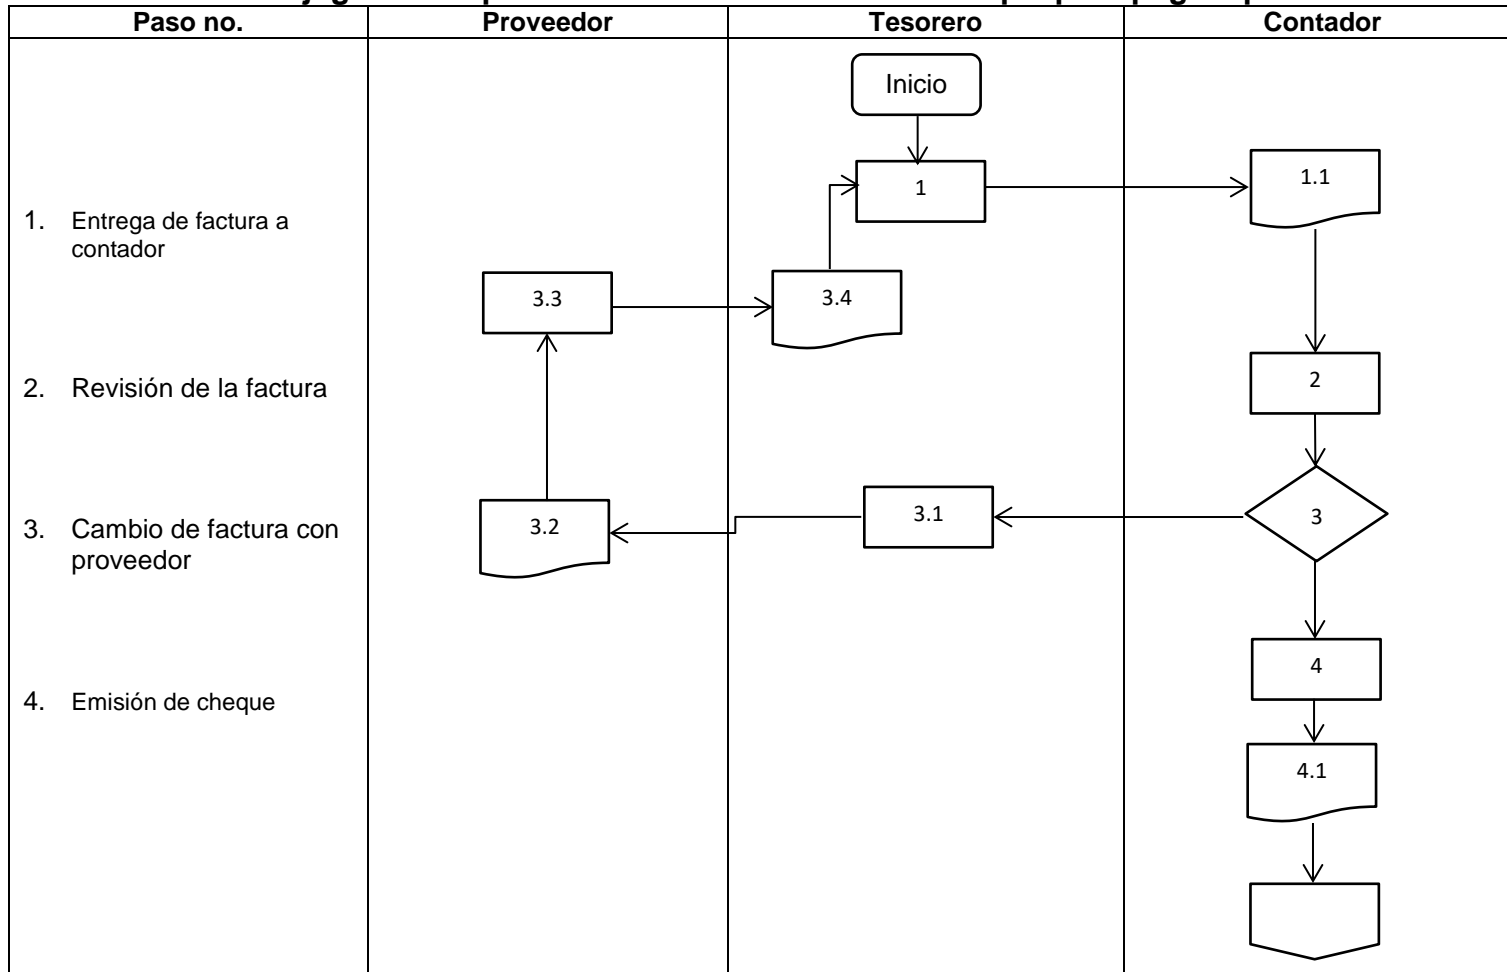 Paso no. Proveedor Tesorero Contador
Inicio
1
1.1
1. Entrega de factura a
contador
3.3
3.4
2. Revisión de la factura
2
3. Cambio de factura con
proveedor
3.2
3.1
3
4. Emisión de cheque
4
4.1